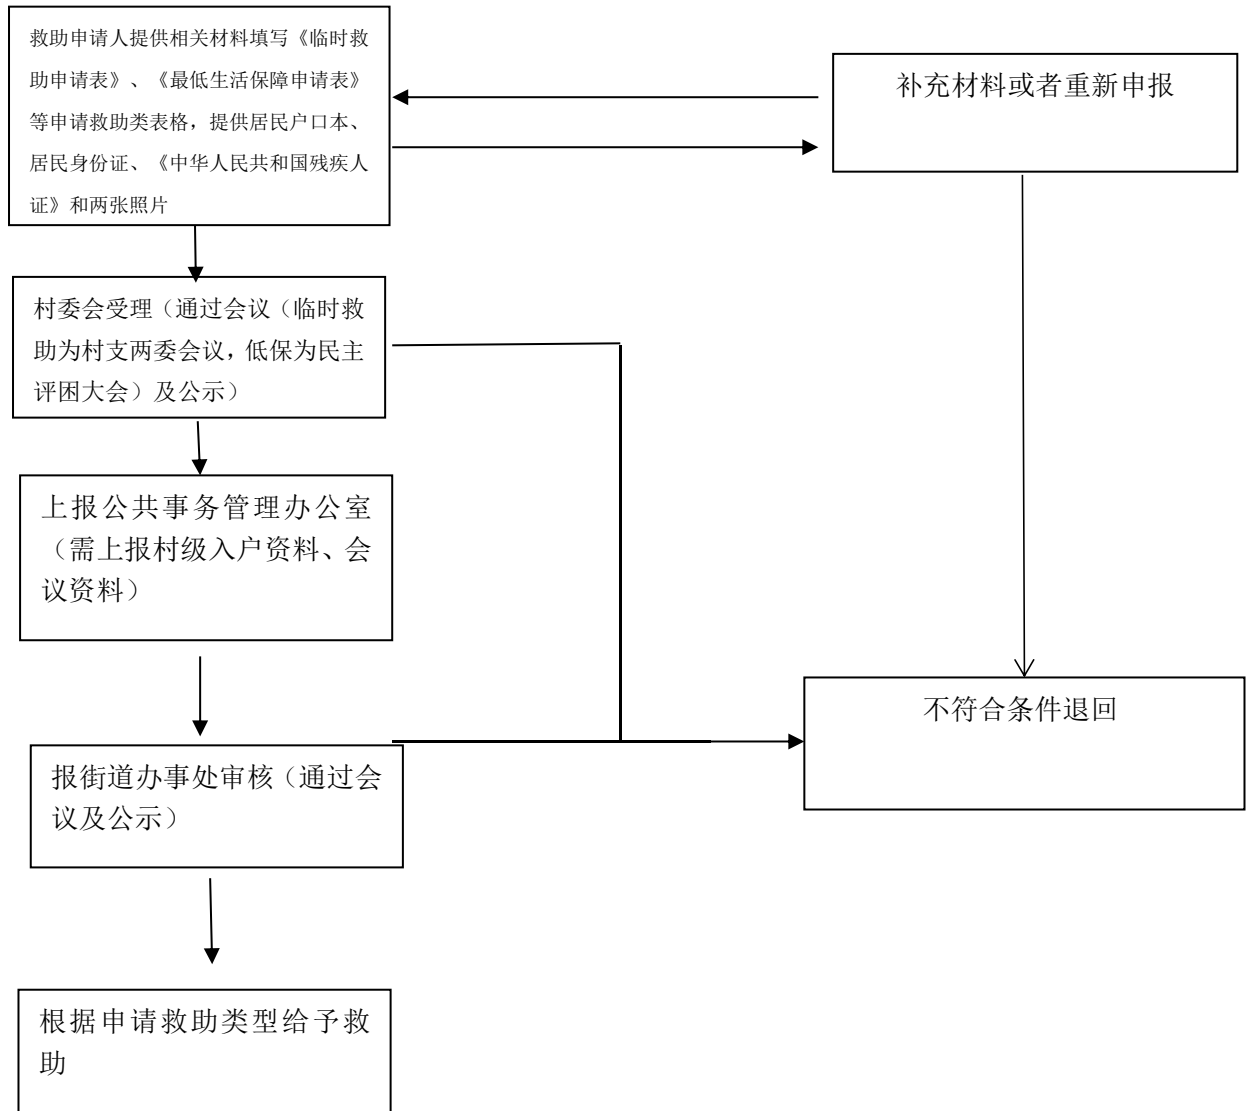 救助申请人提供相关材料填写《临时救
助申请表》、《最低生活保障申请表》
等申请救助类表格，提供居民户口本、
居民身份证、《中华人民共和国残疾人
证》和两张照片
补充材料或者重新申报
村委会受理（通过会议（临时救
助为村支两委会议，低保为民主
评困大会）及公示）
上报公共事务管理办公室
（需上报村级入户资料、会
议资料）
不符合条件退回
报街道办事处审核（通过会
议及公示）
根据申请救助类型给予救
助